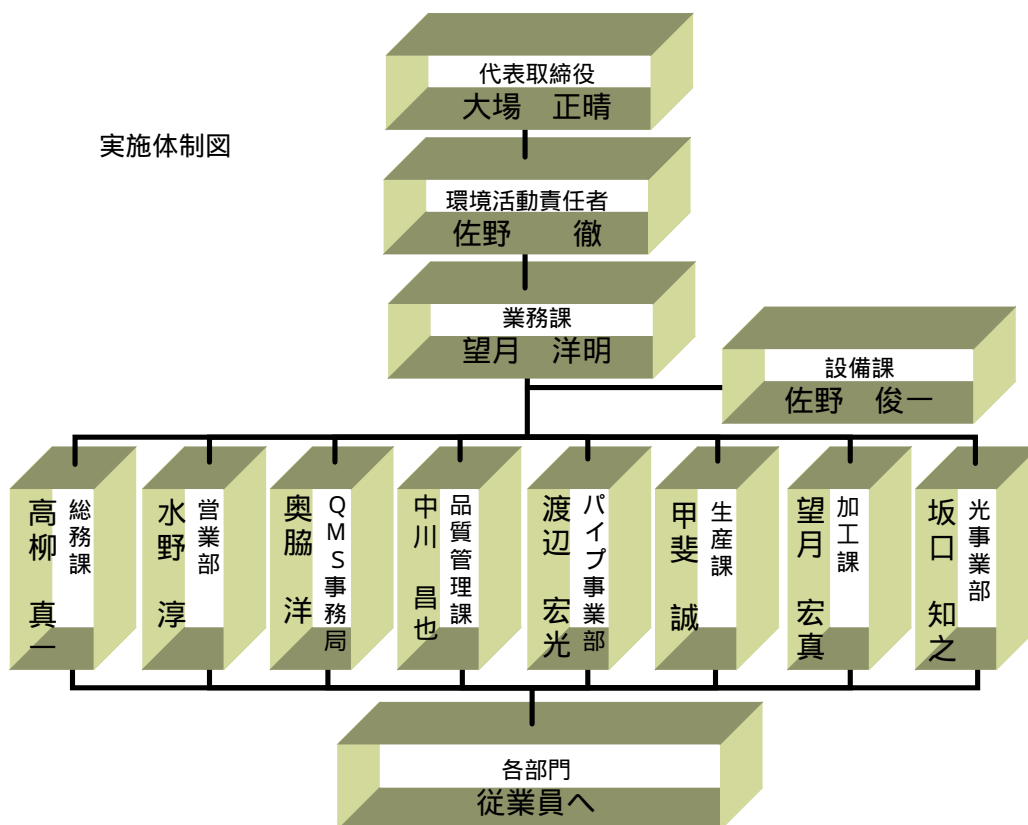 代表取締役
大場　正晴
実施体制図
環境活動責任者
佐野　　徹
業務課
望月　洋明
設備課
佐野　俊一
総務課
高柳　真一
営業部
水野　淳
QMS事務局
奥脇　洋
品質管理課
中川　昌也
パイプ事業部
渡辺　宏光
生産課
甲斐　誠
加工課
望月　宏真
光事業部
坂口　知之
各部門
従業員へ